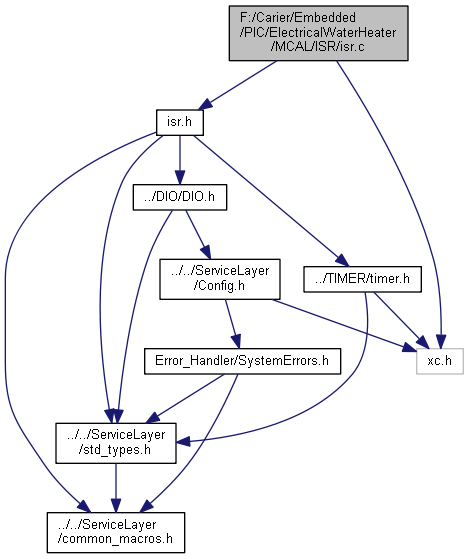 F:/Carier/Embedded
/PIC/ElectricalWaterHeater
/MCAL/ISR/isr.c
isr.h
../DIO/DIO.h
../../ServiceLayer
/Config.h
../TIMER/timer.h
Error_Handler/SystemErrors.h
xc.h
../../ServiceLayer
/std_types.h
../../ServiceLayer
/common_macros.h